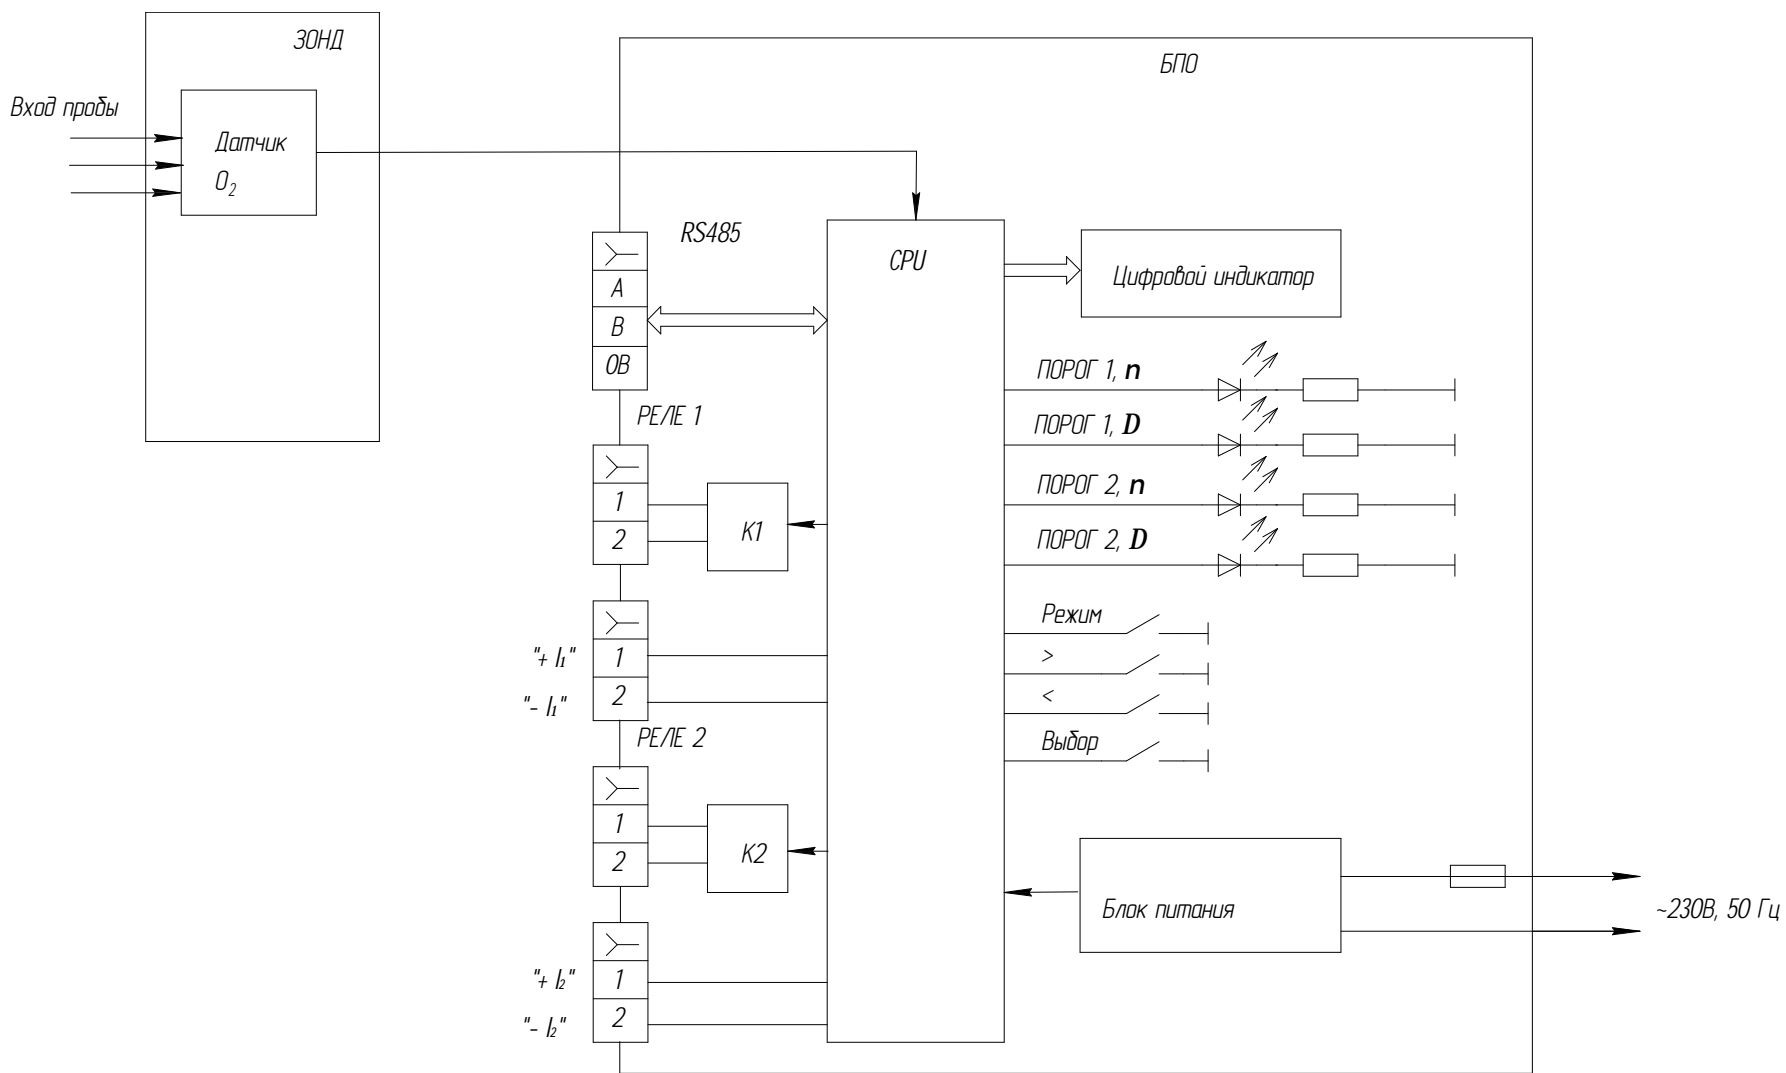 ЗОНД
БПО
Вход пробы
Датчик
O₂
RS485
A
B
0В
CPU
Цифровой индикатор
ПОРОГ 1, n
ПОРОГ 1, D
ПОРОГ 2, n
ПОРОГ 2, D
РЕЛЕ 1
1
2
K1
Режим
>
<
Выбор
"+ I₁"
1
"- I₁"
2
РЕЛЕ 2
1
2
K2
Блок питания
~230В, 50 Гц
"+ I₂"
1
"- I₂"
2